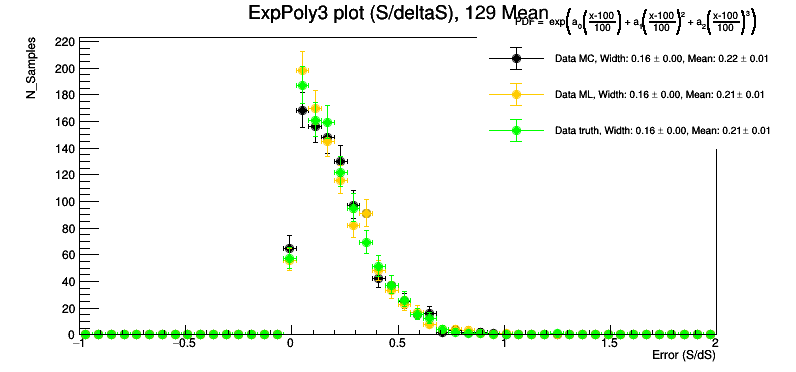 ExpPoly3 plot (S/deltaS), 129 Mean
PDF = exp(a0(x-100/100) + a1(x-100/100)^2 + a2(x-100/100)^3)
Data MC, Width: 0.16 ± 0.00, Mean: 0.22 ± 0.01
Data ML, Width: 0.16 ± 0.00, Mean: 0.21 ± 0.01
Data truth, Width: 0.16 ± 0.00, Mean: 0.21 ± 0.01
N_Samples
220
200
180
160
140
120
100
80
60
40
20
0
−1 −0.5 0 0.5 1 1.5 2
Error (S/dS)